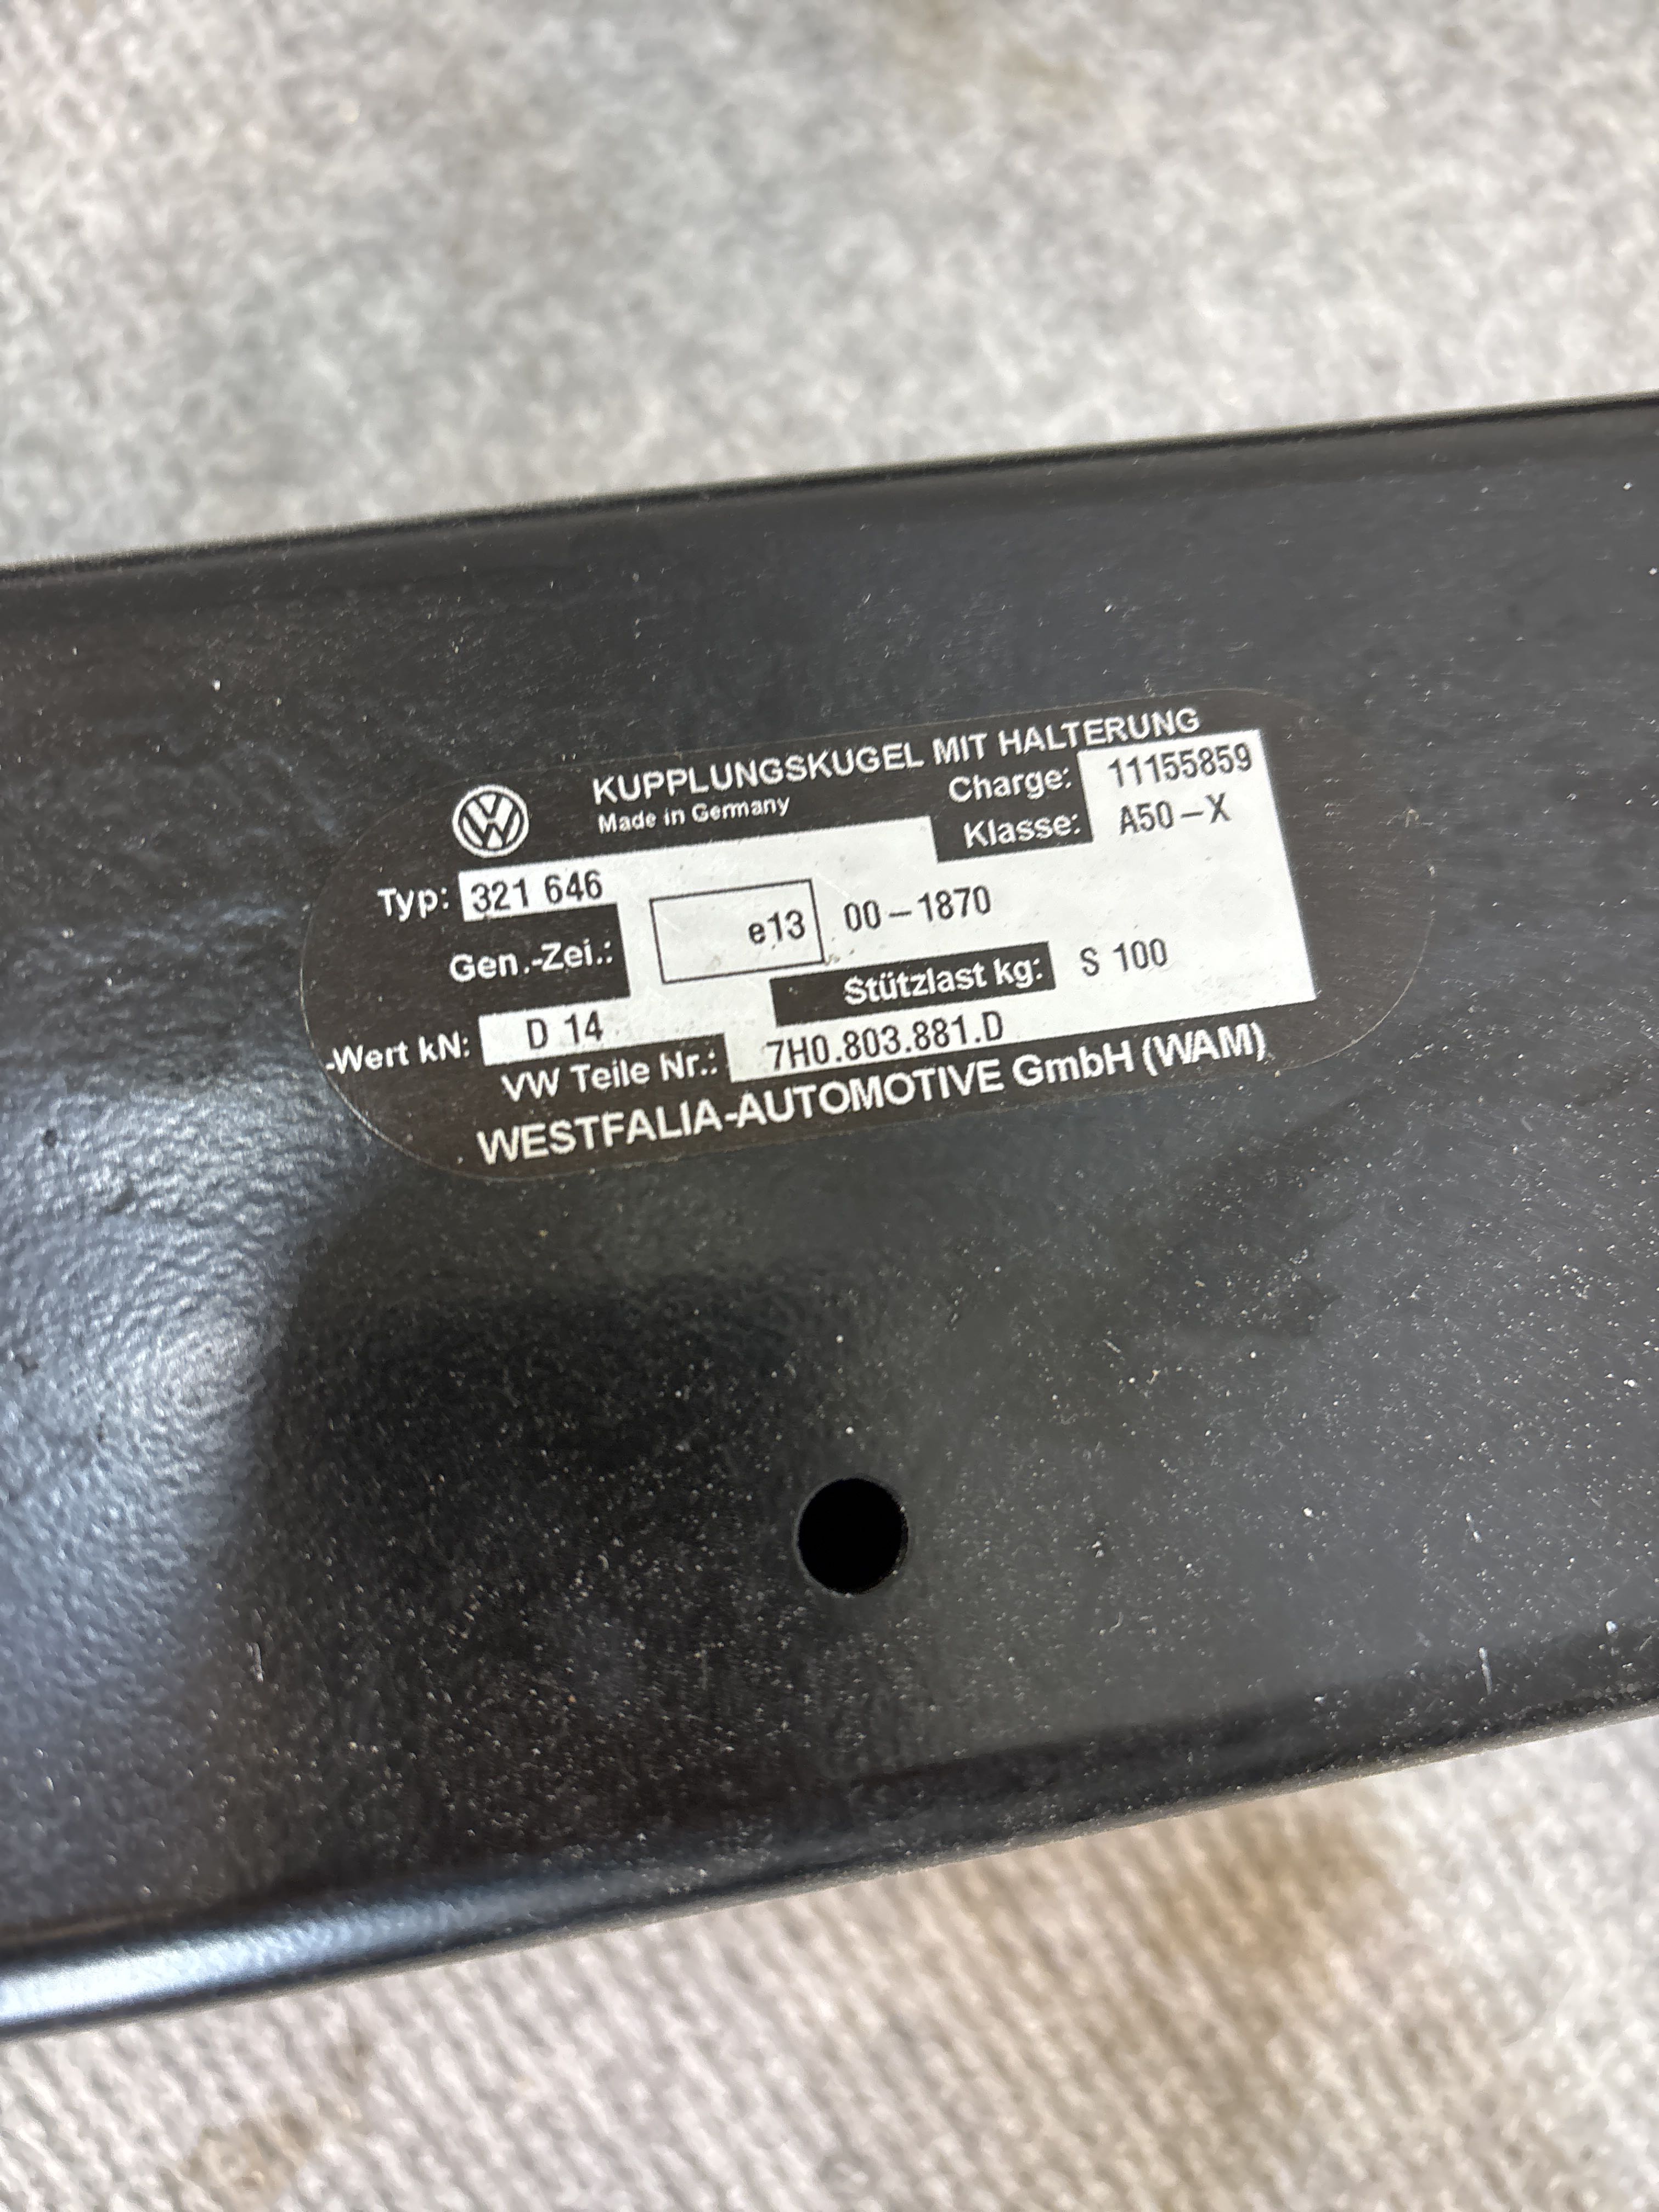 KUPPLUNGSKUGEL MIT HALTERUNG
Made in Germany
Charge: 11155859
Klasse: A50-X
Typ: 321 646
Gen.-Zei.: e13 00-1870
Stützlast kg: S 100
-Wert kN: D 14
VW Teile Nr.: 7H0.803.881.D
WESTFALIA-AUTOMOTIVE GmbH (WAM)